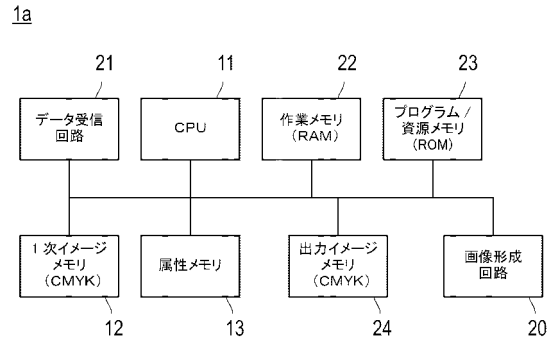 1a
21
11
22
23
データ受信
回路
CPU
作業メモリ
(RAM)
プログラム/
資源メモリ
(ROM)
1次イメージ
メモリ
(CMYK)
属性メモリ
出力イメージ
メモリ
(CMYK)
画像形成
回路
12
13
24
20